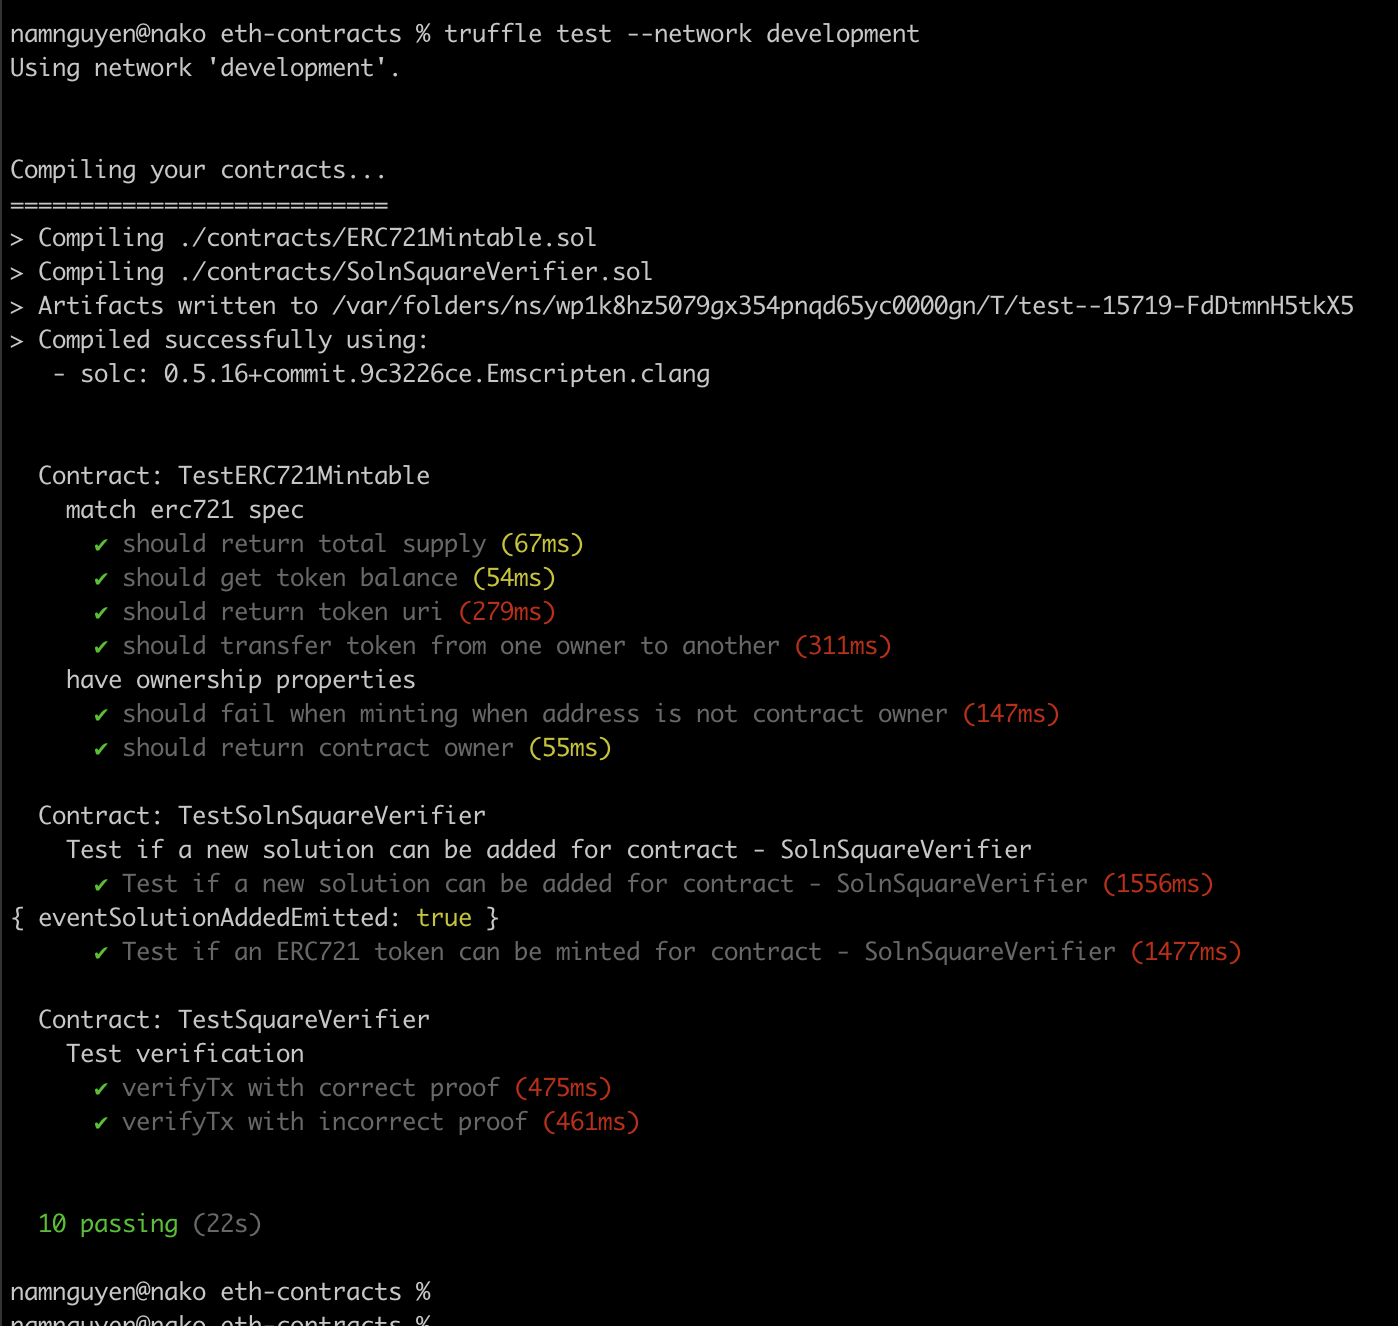 namnguyen@nako eth-contracts % truffle test --network development
Using network 'development'.
Compiling your contracts...
===========================
> Compiling ./contracts/ERC721Mintable.sol
> Compiling ./contracts/SolnSquareVerifier.sol
> Artifacts written to /var/folders/ns/wp1k8hz5079gx354pnqd65yc0000gn/T/test--15719-FdDtmnH5tkX5
> Compiled successfully using:
   - solc: 0.5.16+commit.9c3226ce.Emscripten.clang
  Contract: TestERC721Mintable
    match erc721 spec
      ✔ should return total supply (67ms)
      ✔ should get token balance (54ms)
      ✔ should return token uri (279ms)
      ✔ should transfer token from one owner to another (311ms)
    have ownership properties
      ✔ should fail when minting when address is not contract owner (147ms)
      ✔ should return contract owner (55ms)
  Contract: TestSolnSquareVerifier
    Test if a new solution can be added for contract - SolnSquareVerifier
      ✔ Test if a new solution can be added for contract - SolnSquareVerifier (1556ms)
{ eventSolutionAddedEmitted: true }
      ✔ Test if an ERC721 token can be minted for contract - SolnSquareVerifier (1477ms)
  Contract: TestSquareVerifier
    Test verification
      ✔ verifyTx with correct proof (475ms)
      ✔ verifyTx with incorrect proof (461ms)
  10 passing (22s)
namnguyen@nako eth-contracts %
namnguyen@nako eth-contracts %